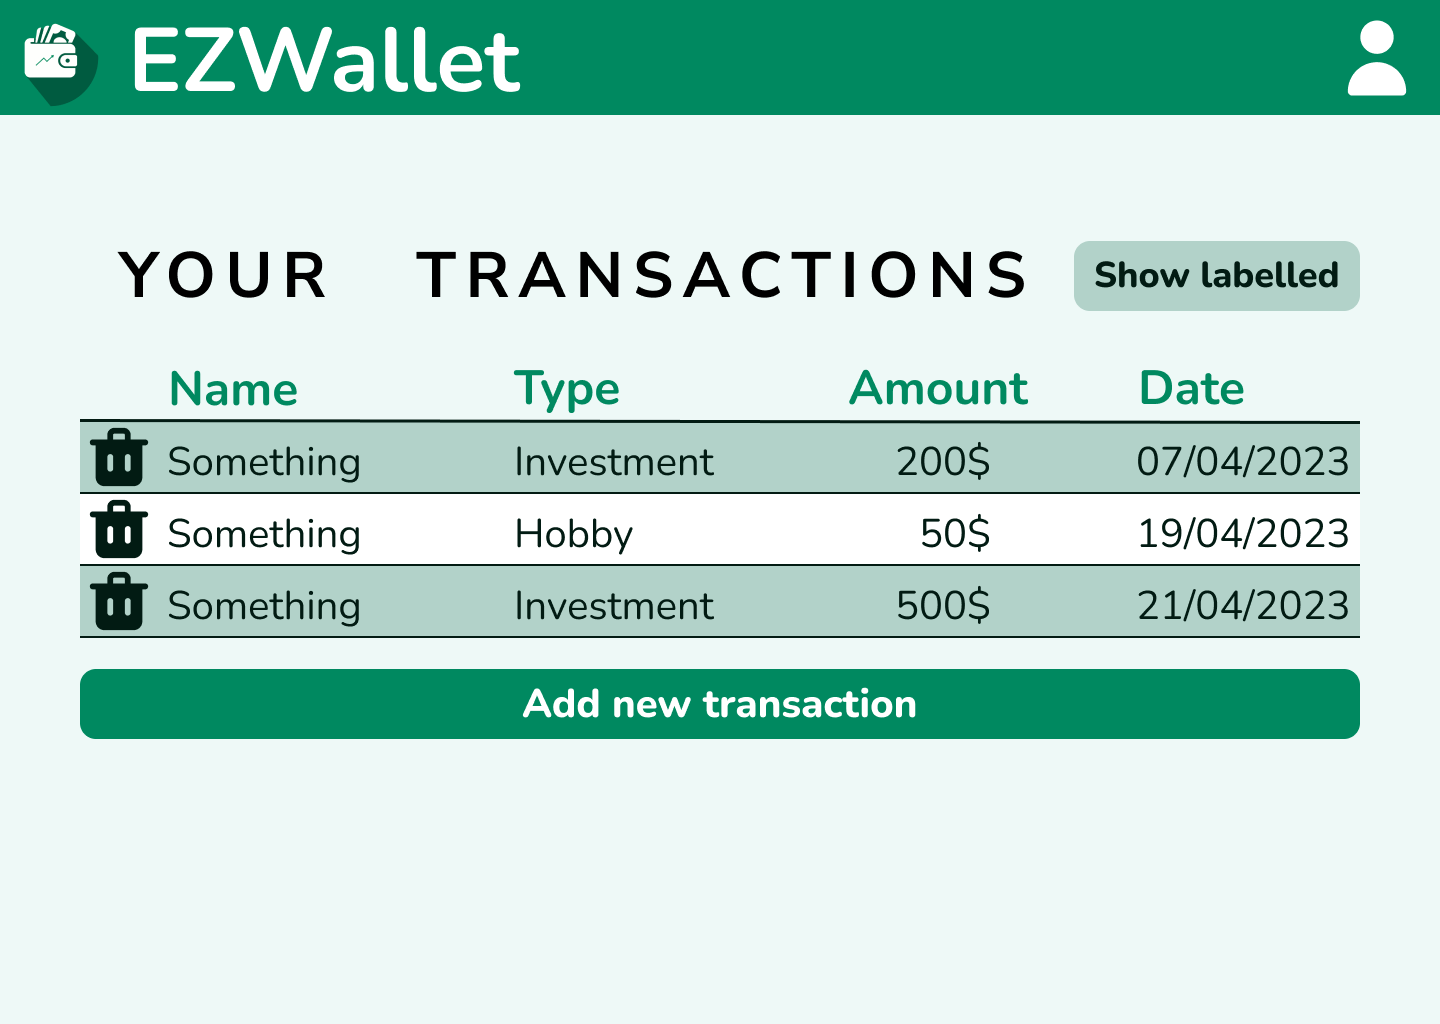 EZWallet
YOUR TRANSACTIONS
Show labelled
Name Type Amount Date
Something Investment 200$ 07/04/2023
Something Hobby 50$ 19/04/2023
Something Investment 500$ 21/04/2023
Add new transaction